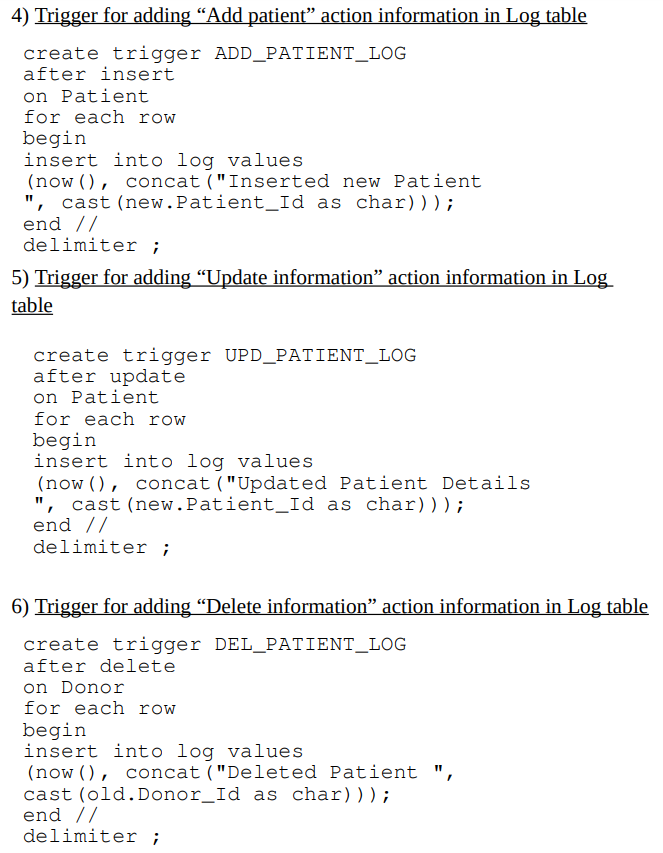 4) Trigger for adding “Add patient” action information in Log table
create trigger ADD_PATIENT_LOG
after insert
on Patient
for each row
begin
insert into log values
(now(), concat("Inserted new Patient
", cast(new.Patient_Id as char)));
end //
delimiter ;
5) Trigger for adding “Update information” action information in Log
table
create trigger UPD_PATIENT_LOG
after update
on Patient
for each row
begin
insert into log values
(now(), concat("Updated Patient Details
", cast(new.Patient_Id as char)));
end //
delimiter ;
6) Trigger for adding “Delete information” action information in Log table
create trigger DEL_PATIENT_LOG
after delete
on Donor
for each row
begin
insert into log values
(now(), concat("Deleted Patient ",
cast(old.Donor_Id as char)));
end //
delimiter ;